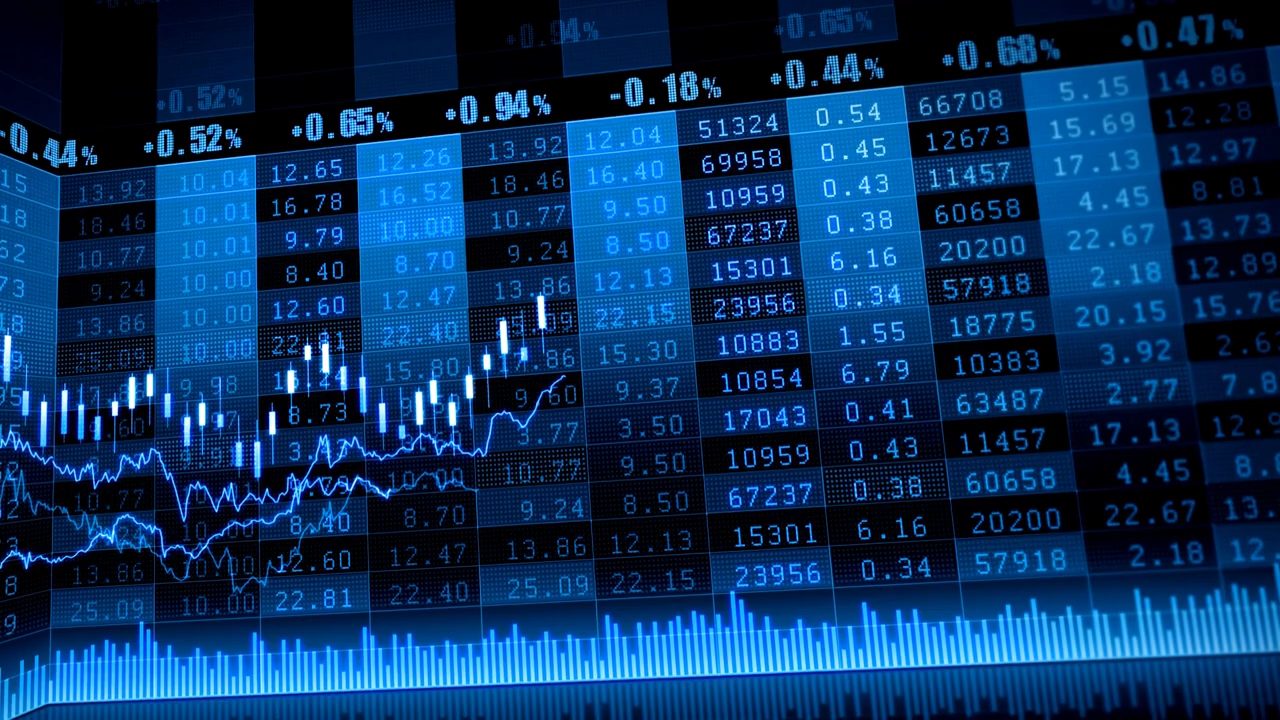 +0.94% +0.65%
+0.52%
-0.44% +0.52% +0.65% +0.94% -0.18% +0.44% +0.68% +0.47%
15 13.92 10.04 12.65 12.26 13.92 12.04 51324 0.54 66708 5.15 14.86
18 18.46 10.01 16.78 16.52 18.46 16.40 69958 0.45 12673 15.69 12.28
62 10.77 10.01 9.79 10.00 10.77 9.50 10959 0.43 11457 17.13 12.97
73 9.24 10.00 8.40 8.70 9.24 8.50 67237 0.38 60658 4.45 8.81
18 13.86 10.00 12.60 12.47 13.86 12.13 15301 6.16 20200 22.67 13.73
25.09 10.00 22.40 22.15 23956 0.34 57918 2.18 12.89
9.98 15.80 15.30 10883 1.55 18775 20.15 15.76
8.73 9.60 9.37 10854 6.79 10383 3.92
3.77 3.50 17043 0.41 63487 2.77
10.77 10.00 10.77 9.50 10959 0.43 11457 17.13
8.40 8.70 9.24 8.50 67237 0.38 60658 4.45
13.86 10.00 12.60 12.47 13.86 12.13 15301 6.16 20200 22.67
25.09 10.00 22.81 22.40 25.09 22.15 23956 0.34 57918 2.18